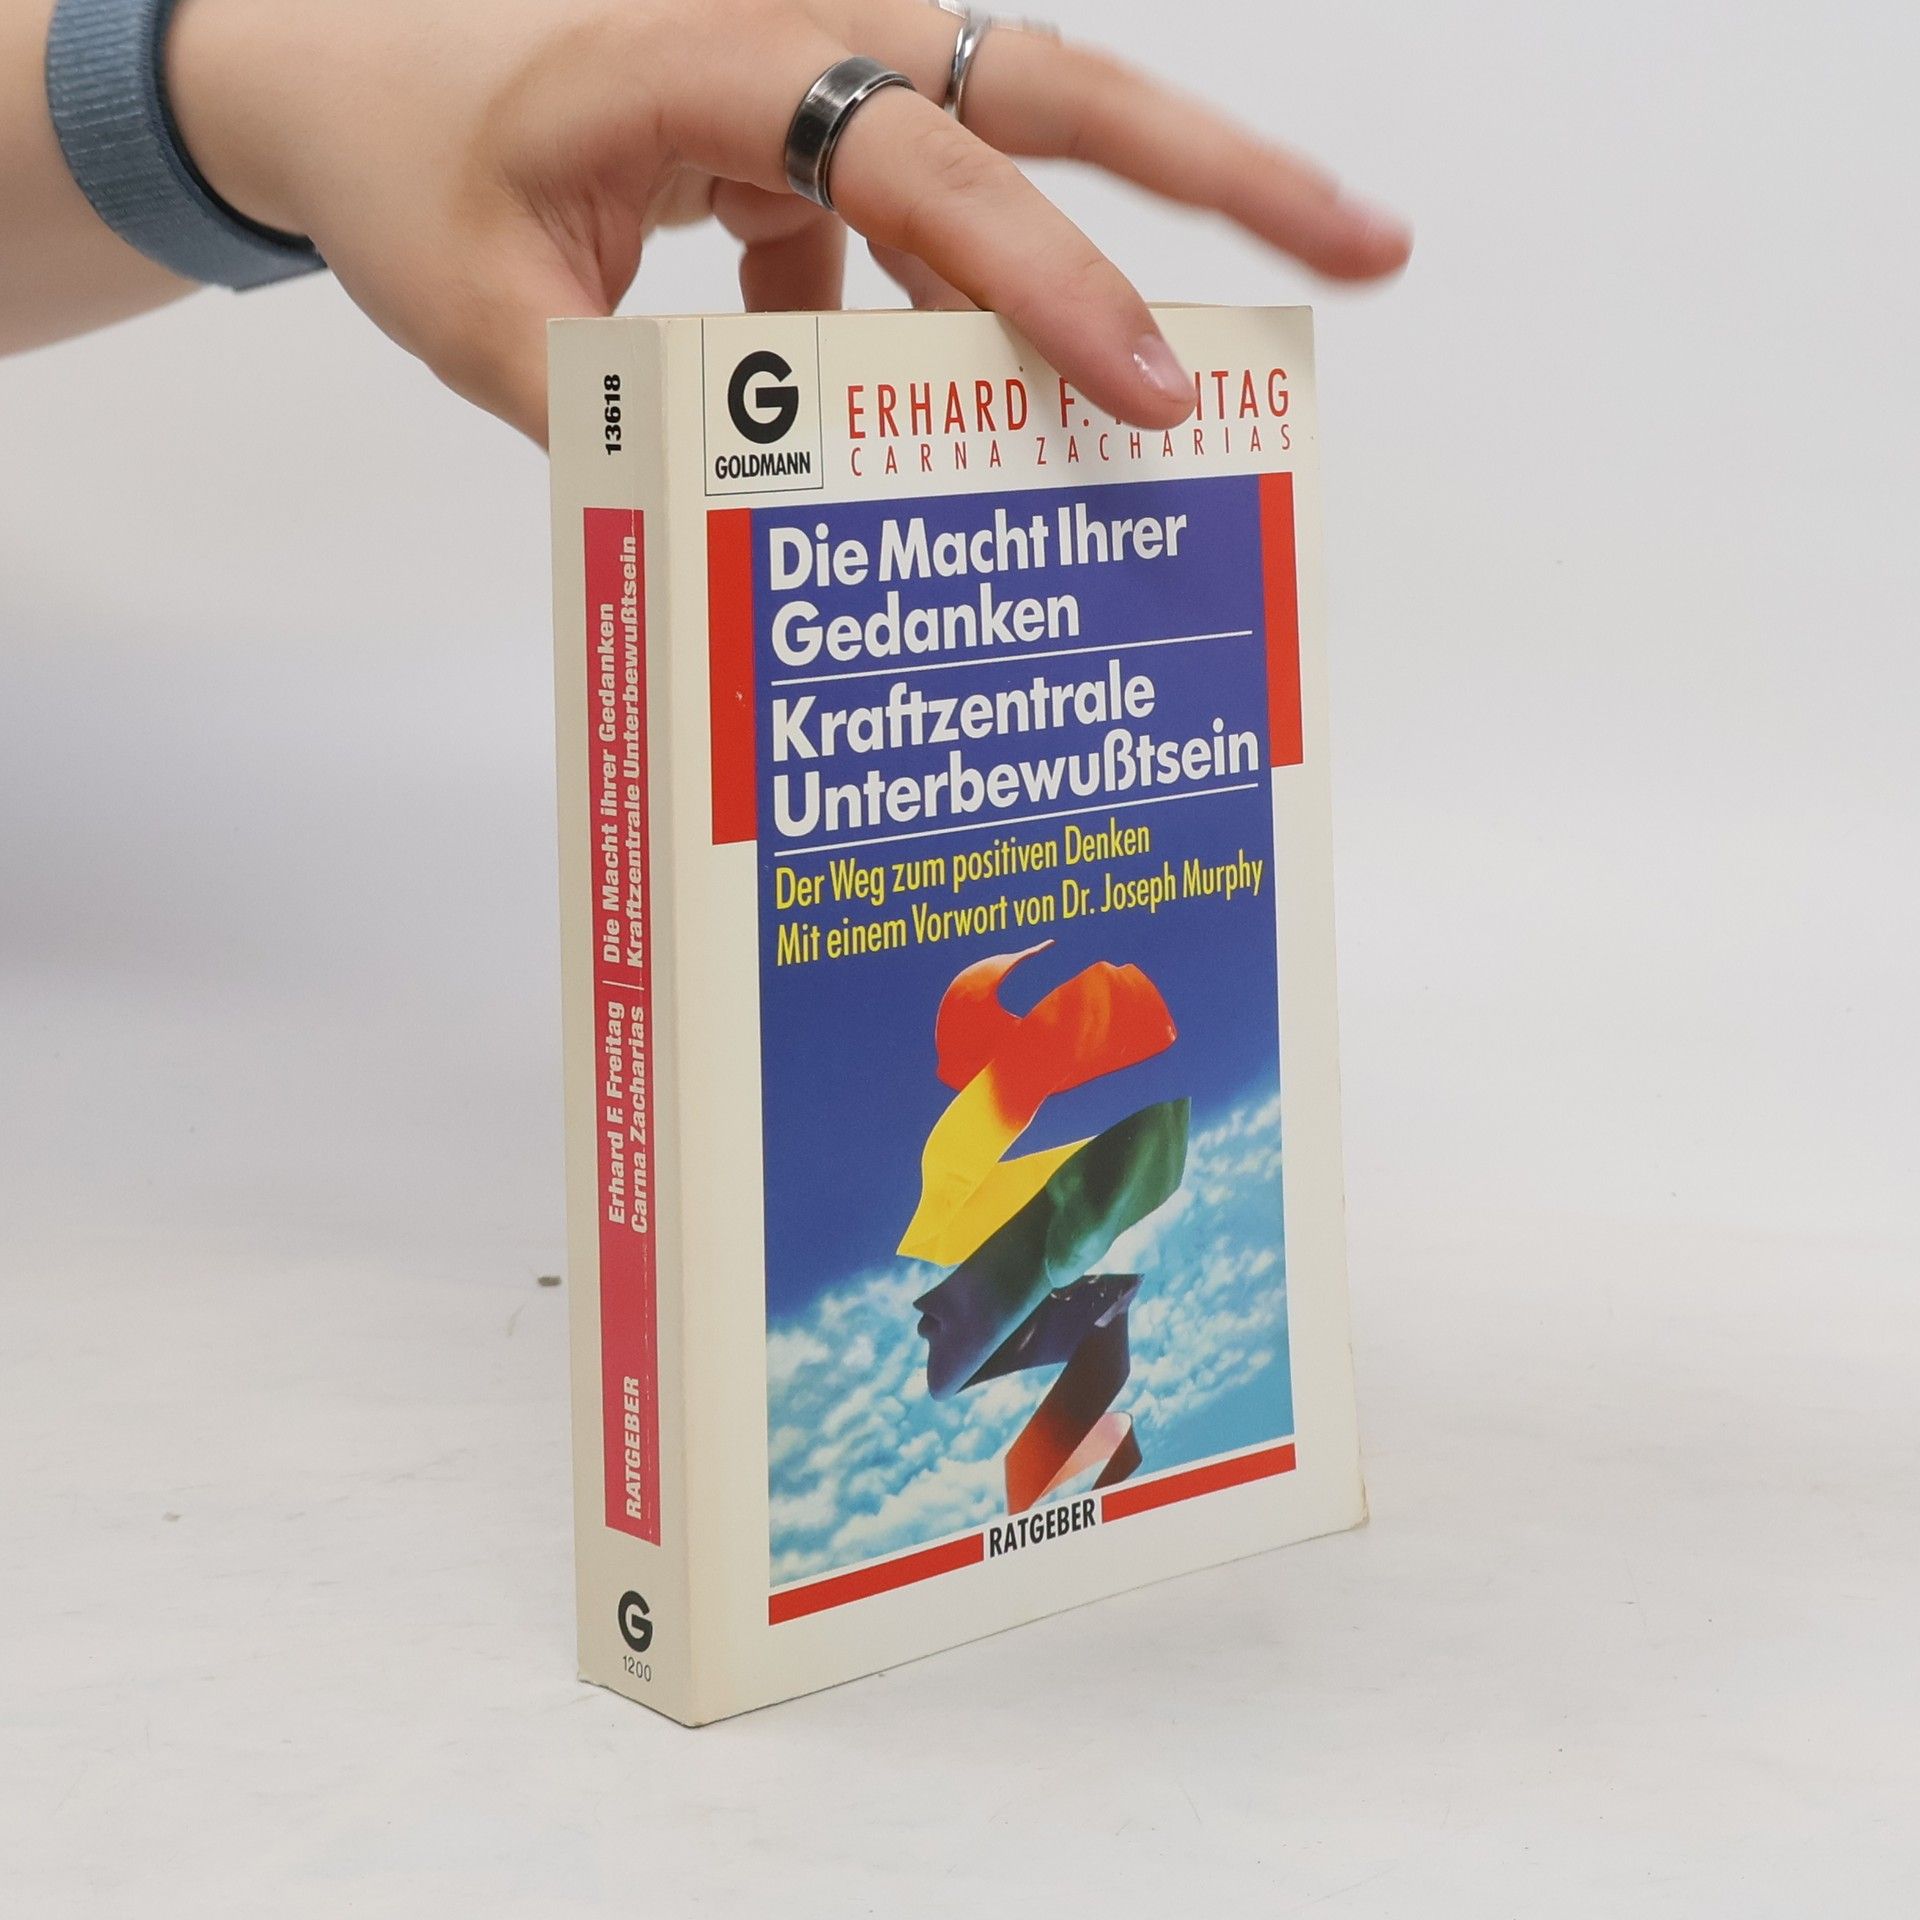 13618
Erhard F. Freitag
Carna Zacharias
Die Macht Ihrer Gedanken
Kraftzentrale Unterbewußtsein
RATGEBER
G
1200
G
GOLDMANN
ERHARD F. ITAG
CARNA ZACHARIAS
Die Macht Ihrer
Gedanken
Kraftzentrale
Unterbewußtsein
Der Weg zum positiven Denken
Mit einem Vorwort von Dr. Joseph Murphy
RATGEBER